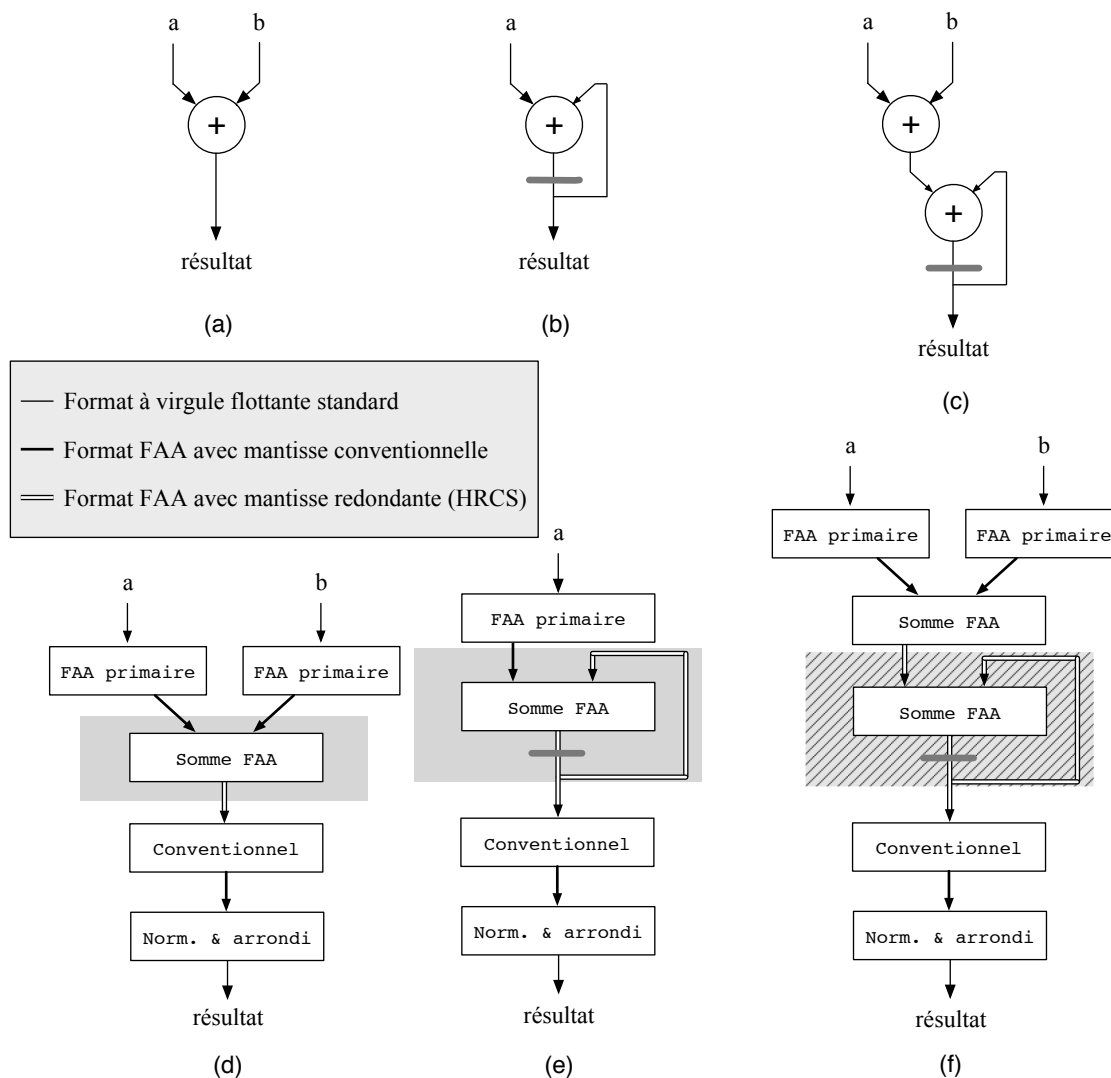 a
b
+
résultat
(a)
a
+
résultat
(b)
a
b
+
+
résultat
(c)
Format à virgule flottante standard
Format FAA avec mantisse conventionnelle
Format FAA avec mantisse redondante (HRCS)
a
b
FAA primaire
FAA primaire
Somme FAA
Conventionnel
Norm. & arrondi
résultat
(d)
a
FAA primaire
Somme FAA
Conventionnel
Norm. & arrondi
résultat
(e)
a
b
FAA primaire
FAA primaire
Somme FAA
Somme FAA
Conventionnel
Norm. & arrondi
résultat
(f)